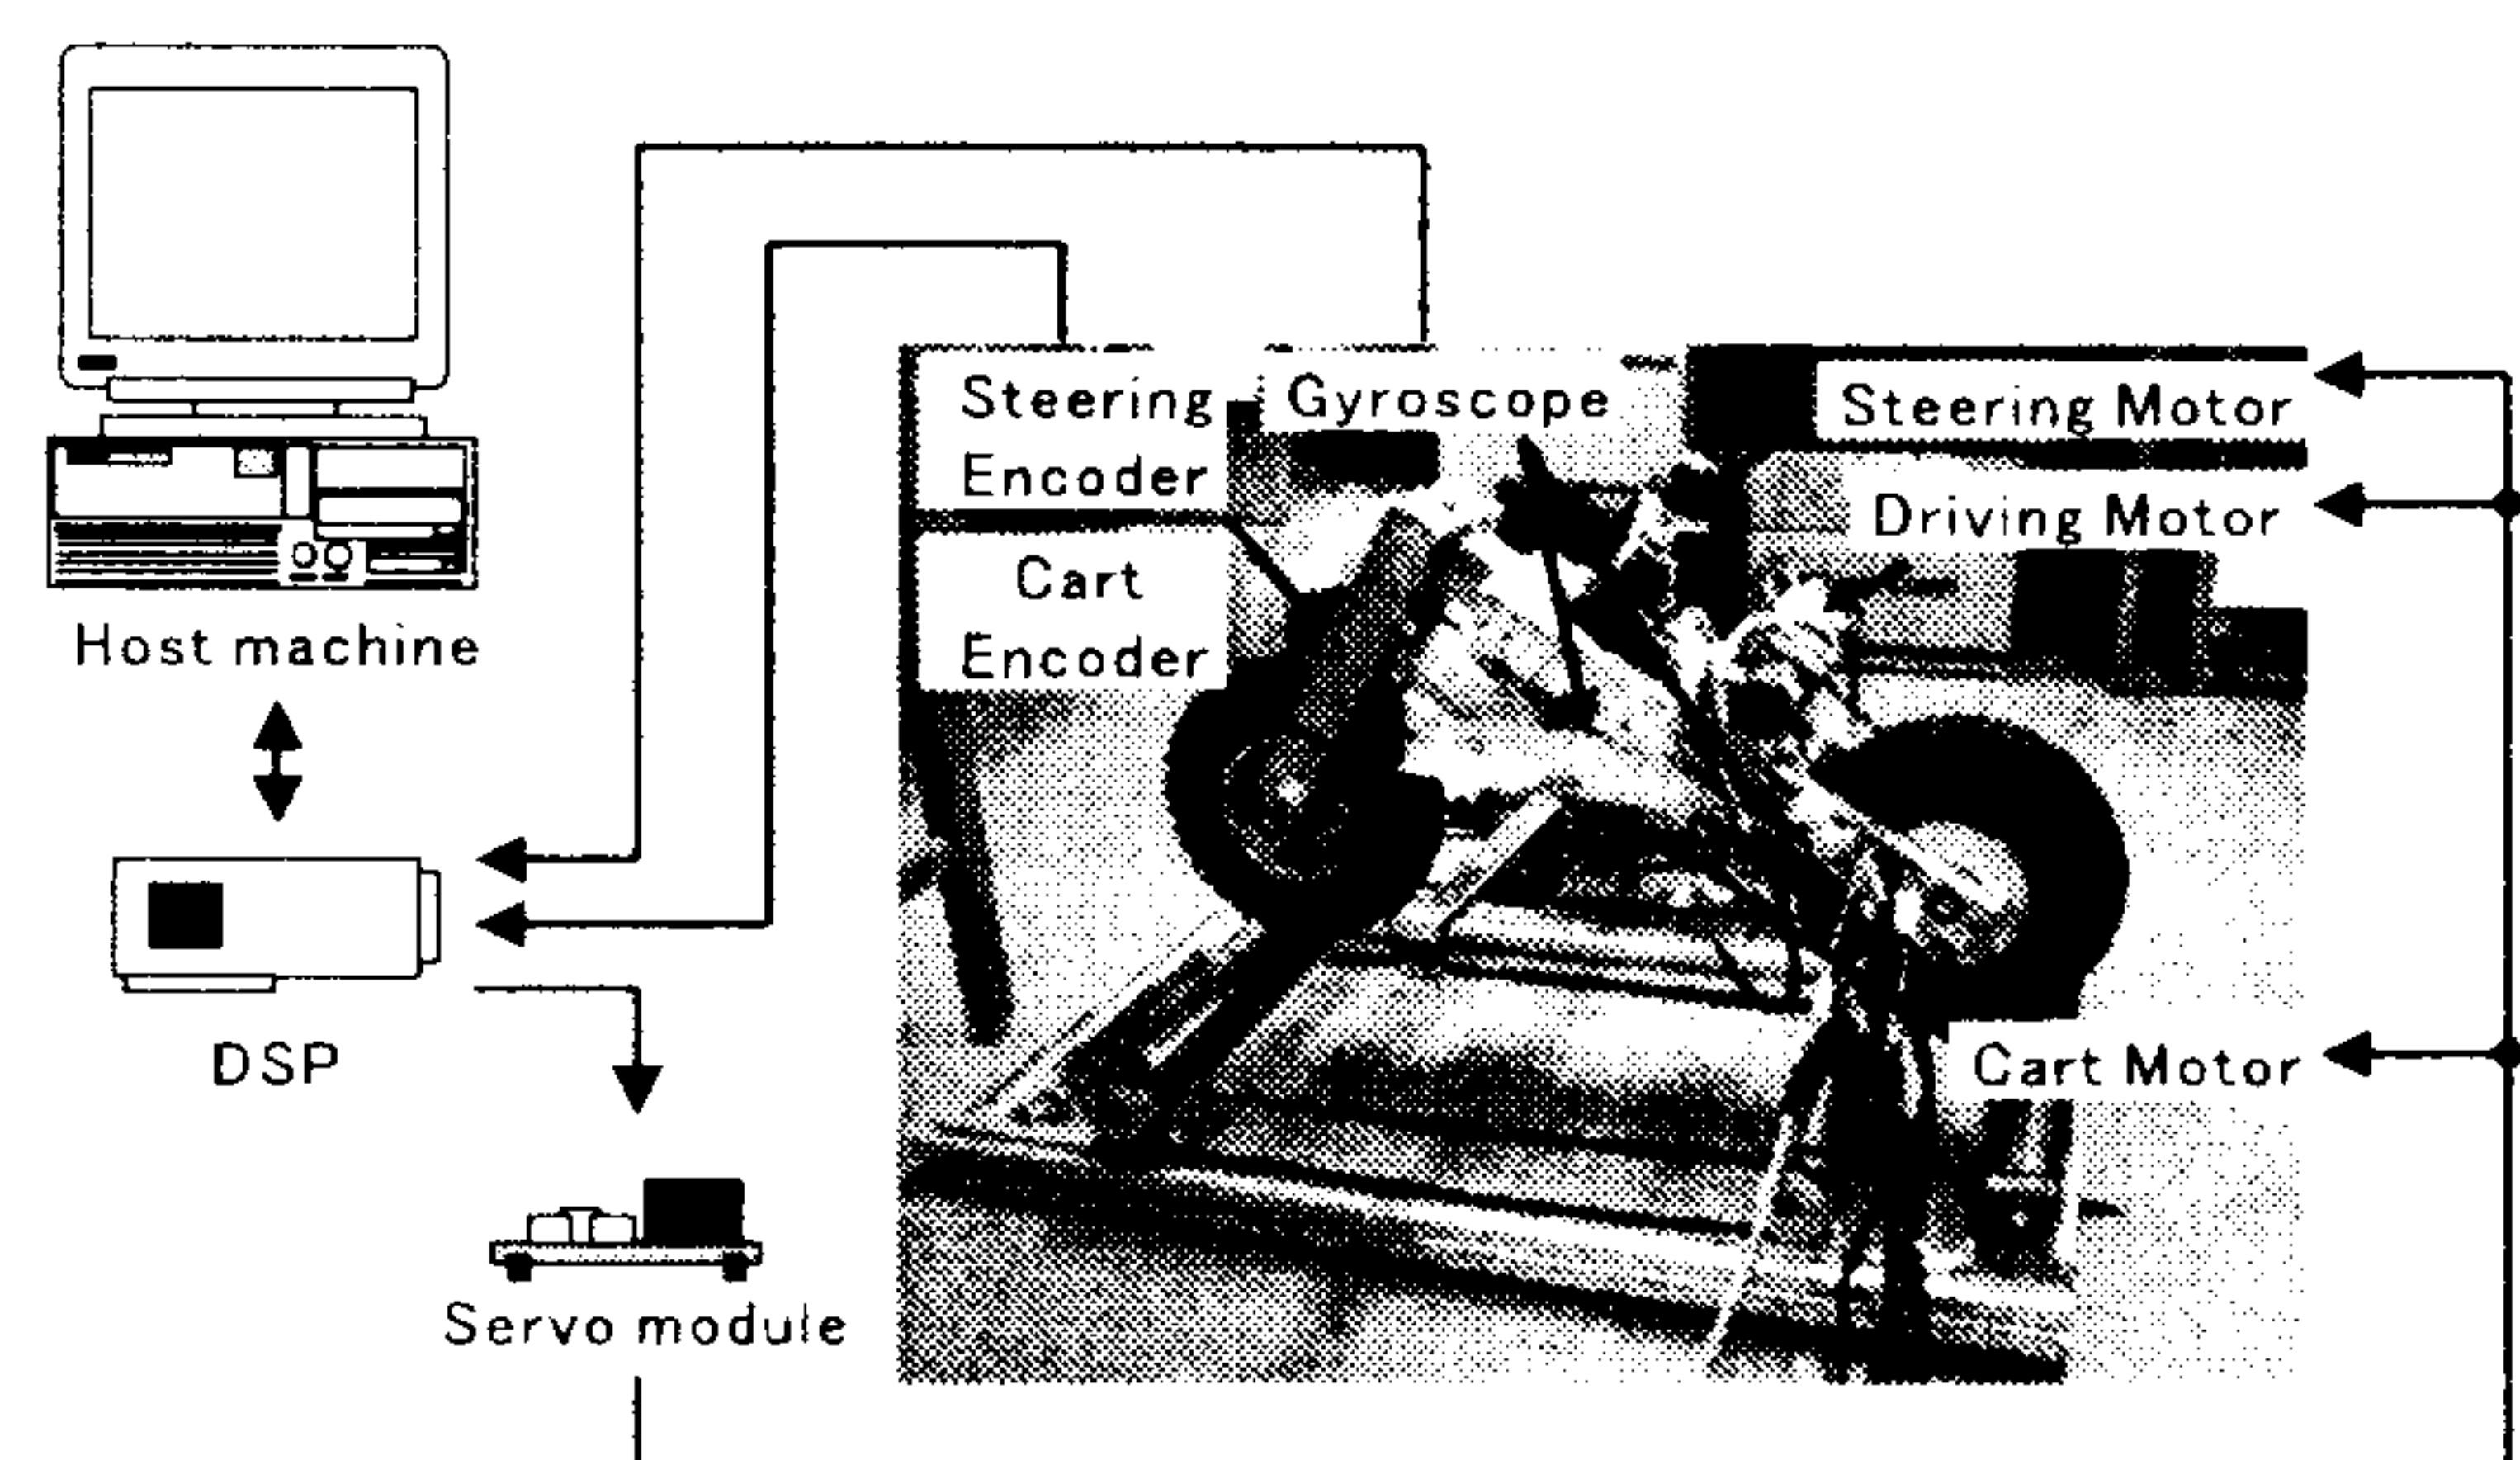 Steering
Encoder
Gyroscope
Steering Motor
Driving Motor
Cart
Encoder
Host machine
DSP
Cart Motor
Servo module